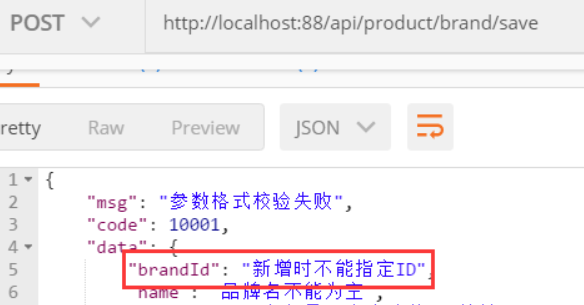 POST http://localhost:88/api/product/brand/save
retty Raw Preview JSON
1 {
2 "msg": "参数格式校验失败",
3 "code": 10001,
4 "data": {
5 "brandId": "新增时不能指定ID",
6 name : 品牌名不能为空 ,